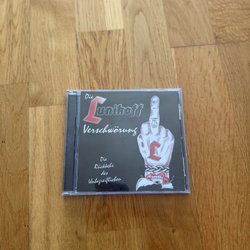 Die
Lunikoff
Verschwörung
Die
Rückkehr
des
Unbegreiflichen
L